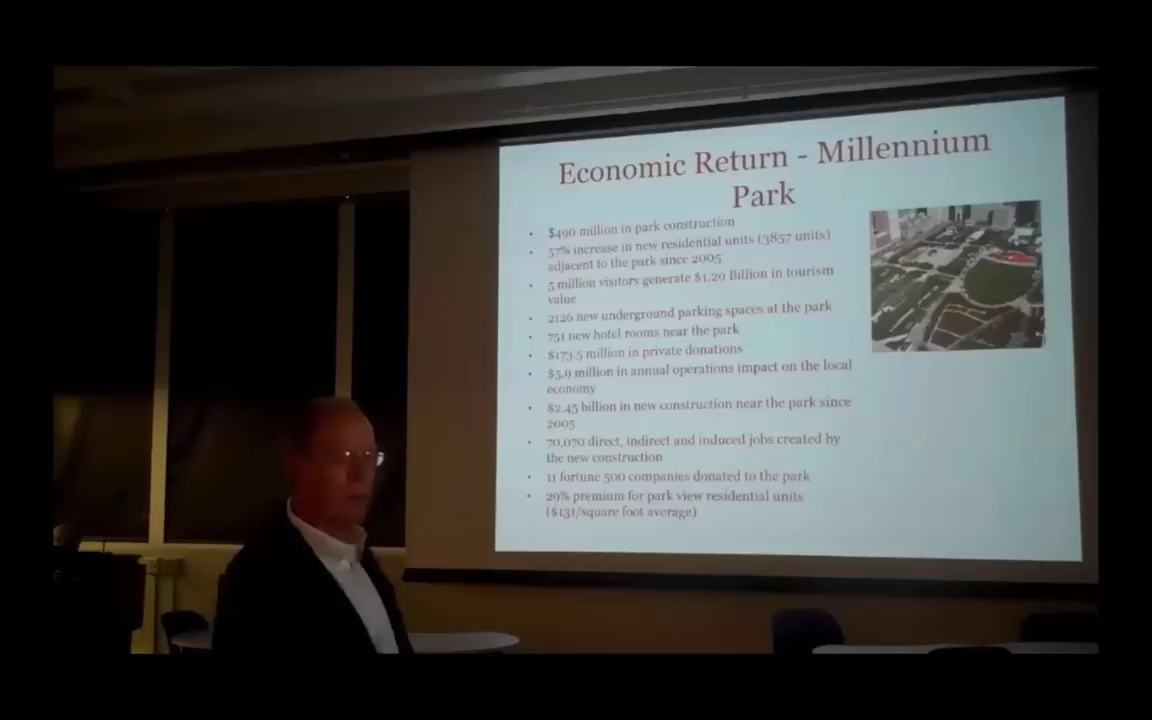 Economic Return - Millennium
Park
• $490 million in park construction
• 57% increase in new residential units (3857 units)
adjacent to the park since 2005
• 5 million visitors generate $1.29 Billion in tourism
value
• 2126 new underground parking spaces at the park
• 751 new hotel rooms near the park
• $173.5 million in private donations
• $5.9 million in annual operations impact on the local
economy
• $2.45 billion in new construction near the park since
2005
• 70,070 direct, indirect and induced jobs created by
the new construction
• 11 fortune 500 companies donated to the park
• 29% premium for park view residential units
($131/square foot average)